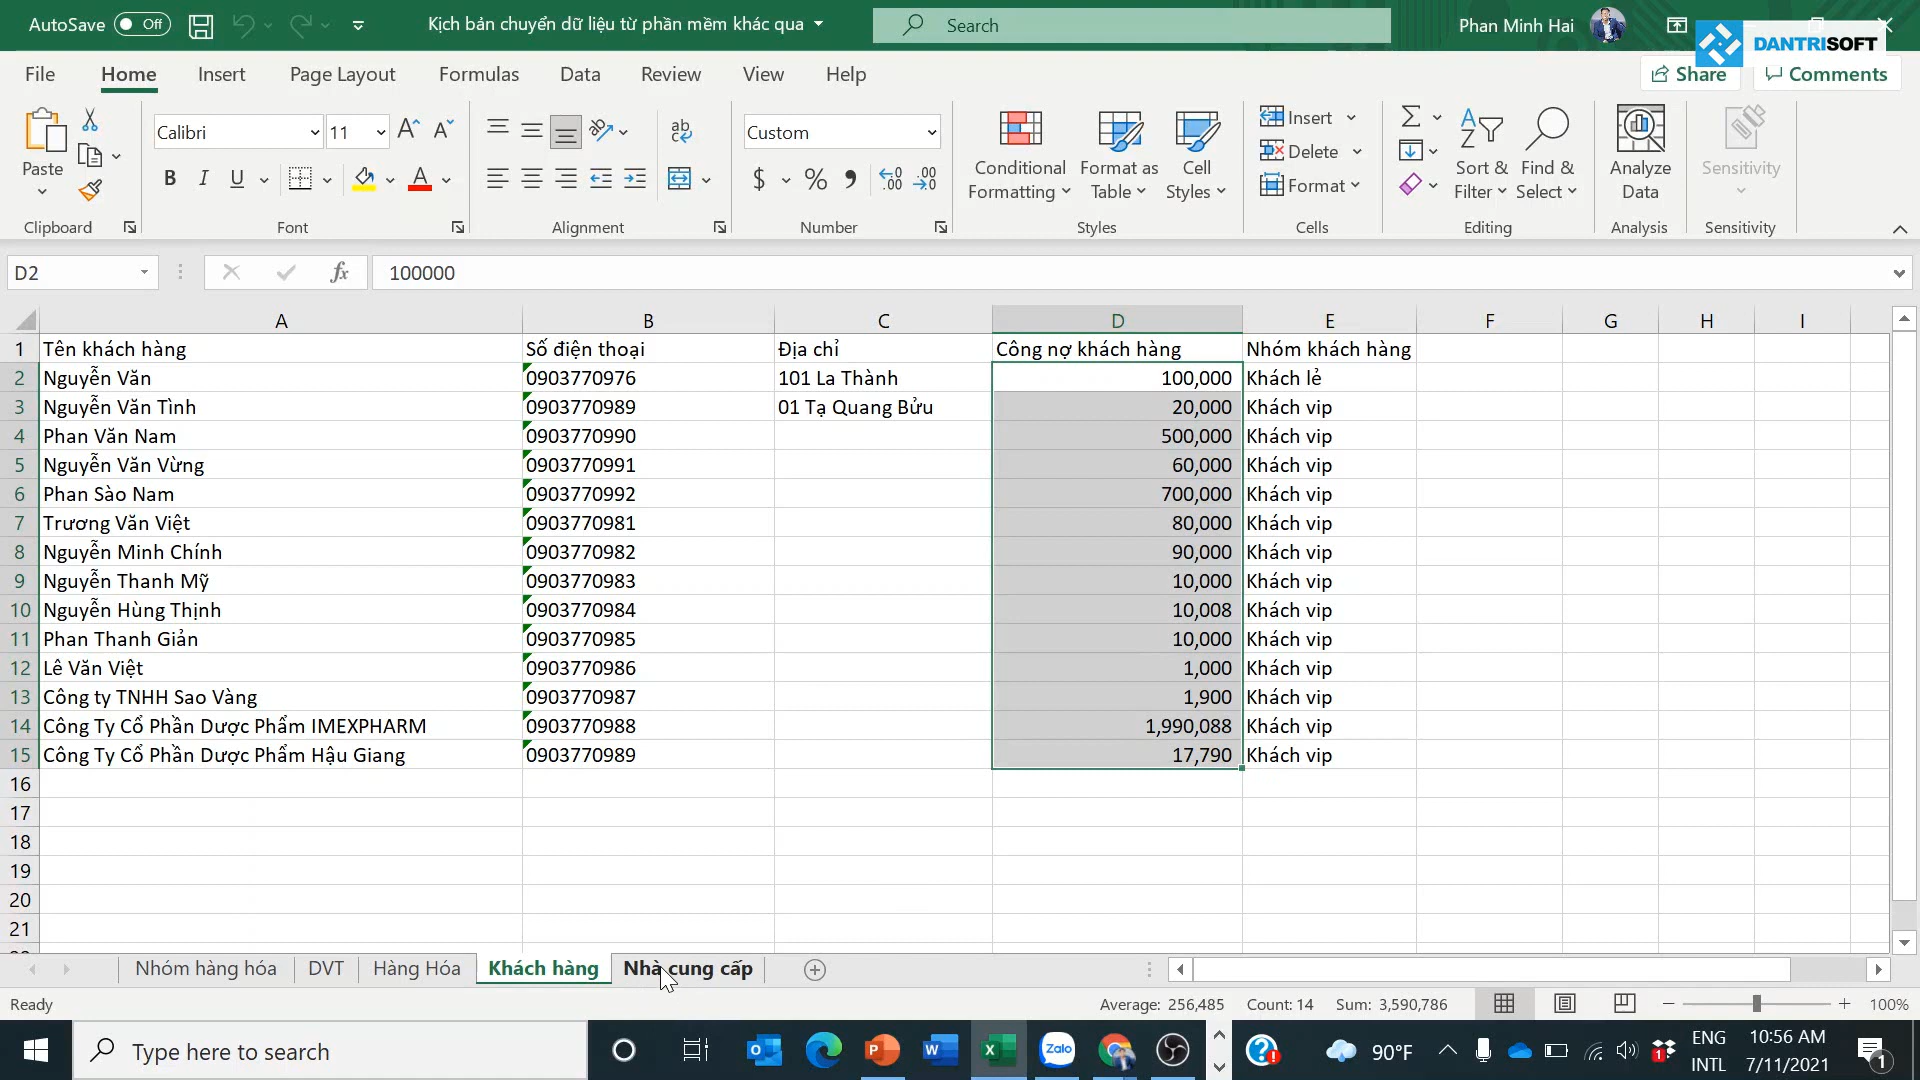 AutoSave Off Kịch bản chuyển dữ liệu từ phần mềm khác qua Search Phan Minh Hai
DANTRISOFT
File Home Insert Page Layout Formulas Data Review View Help Share Comments
Paste Calibri 11 Custom Conditional Formatting Format as Table Cell Styles Insert Delete Format Sort & Filter Find & Select Analyze Data Sensitivity
Clipboard Font Alignment Number Styles Cells Editing Analysis Sensitivity
D2 fx 100000
A B C D E F G H I
1 Tên khách hàng Số điện thoại Địa chỉ Công nợ khách hàng Nhóm khách hàng
2 Nguyễn Văn 0903770976 101 La Thành 100,000 Khách lẻ
3 Nguyễn Văn Tình 0903770989 01 Tạ Quang Bửu 20,000 Khách vip
4 Phan Văn Nam 0903770990 500,000 Khách vip
5 Nguyễn Văn Vừng 0903770991 60,000 Khách vip
6 Phan Sào Nam 0903770992 700,000 Khách vip
7 Trương Văn Việt 0903770981 80,000 Khách vip
8 Nguyễn Minh Chính 0903770982 90,000 Khách vip
9 Nguyễn Thanh Mỹ 0903770983 10,000 Khách vip
10 Nguyễn Hùng Thịnh 0903770984 10,008 Khách vip
11 Phan Thanh Giản 0903770985 10,000 Khách vip
12 Lê Văn Việt 0903770986 1,000 Khách vip
13 Công ty TNHH Sao Vàng 0903770987 1,900 Khách vip
14 Công Ty Cổ Phần Dược Phẩm IMEXPHARM 0903770988 1,990,088 Khách vip
15 Công Ty Cổ Phần Dược Phẩm Hậu Giang 0903770989 17,790 Khách vip
16
17
18
19
20
21
Nhóm hàng hóa DVT Hàng Hóa Khách hàng Nhà cung cấp
Ready Average: 256,485 Count: 14 Sum: 3,590,786 100%
Type here to search Zalo 90°F ENG INTL 10:56 AM 7/11/2021 1